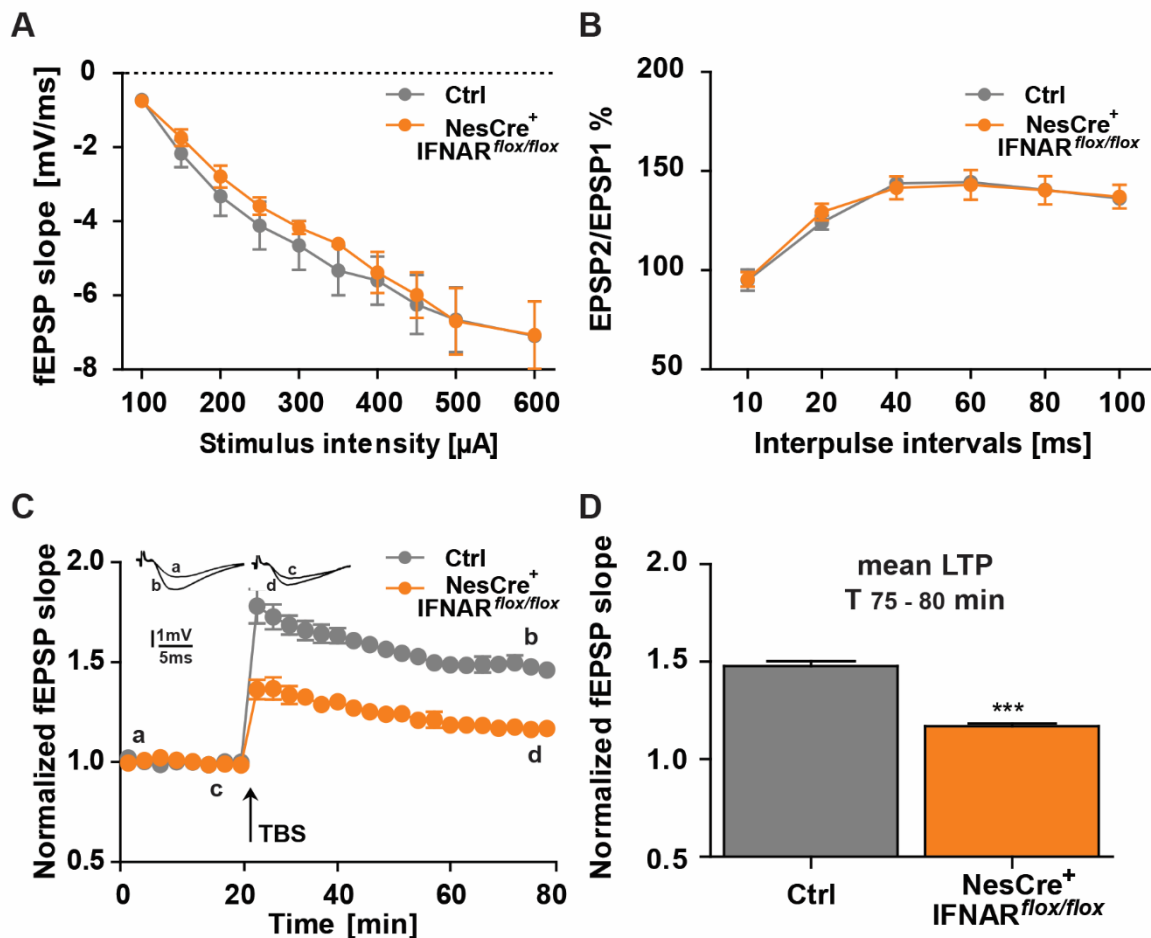 A
fEPSP slope [mV/ms]
0
-2
-4
-6
-8
Ctrl
NesCre+
IFNARflox/flox
100 200 300 400 500 600
Stimulus intensity [µA]
B
EPSP2/EPSP1 %
200
150
100
50
Ctrl
NesCre+
IFNARflox/flox
10 20 40 60 80 100
Interpulse intervals [ms]
C
Normalized fEPSP slope
2.0
1.5
1.0
0.5
a
b
c
d
1mV
5ms
Ctrl
NesCre+
IFNARflox/flox
b
a
c
d
TBS
0 20 40 60 80
Time [min]
D
Normalized fEPSP slope
2.0
1.5
1.0
0.5
mean LTP
T 75 - 80 min
***
Ctrl
NesCre+
IFNARflox/flox